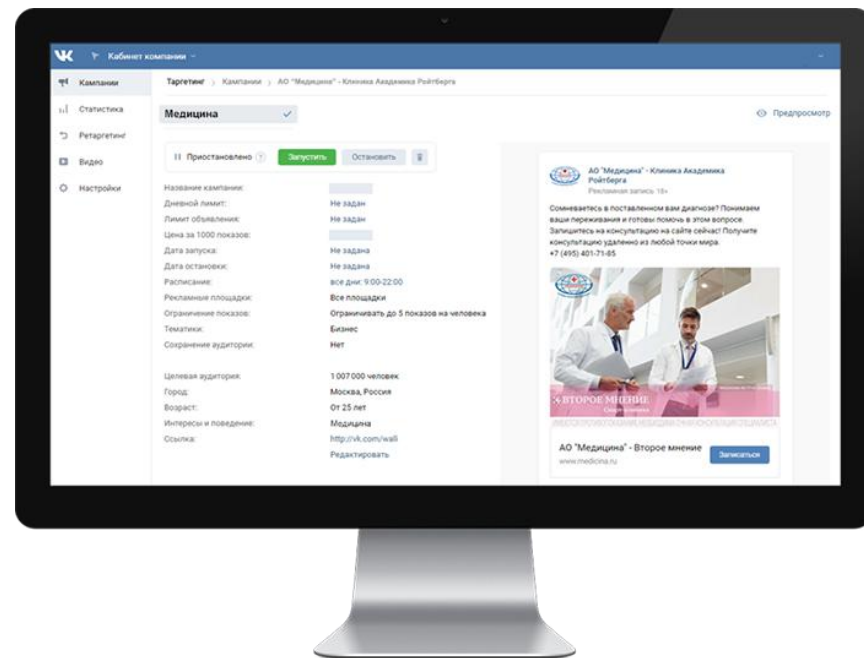 Кабинет компании
Кампании
Статистика
Ретаргетинг
Видео
Настройки
Таргетинг > Кампании > АО "Медицина" - Клиника Академика Ройтберга
Медицина
Предпросмотр
Приостановлено ? Запустить Остановить
Название кампании:
Дневной лимит: Не задан
Лимит объявления: Не задан
Цена за 1000 показов:
Дата запуска: Не задана
Дата остановки: Не задана
Расписание: все дни: 9:00-22:00
Рекламные площадки: Все площадки
Ограничение показов: Ограничивать до 5 показов на человека
Тематики: Бизнес
Сохранение аудитории: Нет
Целевая аудитория: 1 007 000 человек
Город: Москва, Россия
Возраст: От 25 лет
Интересы и поведение: Медицина
Ссылка: http://vk.com/wall
Редактировать
АО "Медицина" - Клиника Академика
Ройтберга
Рекламная запись 18+
Сомневаетесь в поставленном вам диагнозе? Понимаем
ваши переживания и готовы помочь в этом вопросе.
Запишитесь на консультацию на сайте сейчас! Получите
консультацию удаленно из любой точки мира.
+7 (495) 401-71-85
ВТОРОЕ МНЕНИЕ
ИМЕЮТСЯ ПРОТИВОПОКАЗАНИЯ, НЕОБХОДИМА ОЧНАЯ КОНСУЛЬТАЦИЯ СПЕЦИАЛИСТА
АО "Медицина" - Второе мнение
www.medicina.ru
Записаться